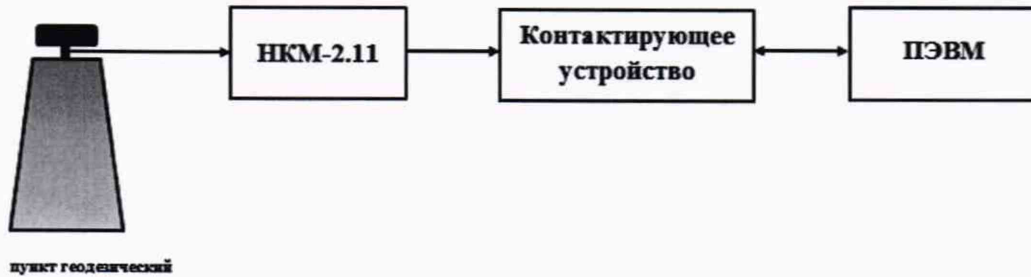 НКМ-2.11
Контактирующее
устройство
ПЭВМ
пункт геодезический